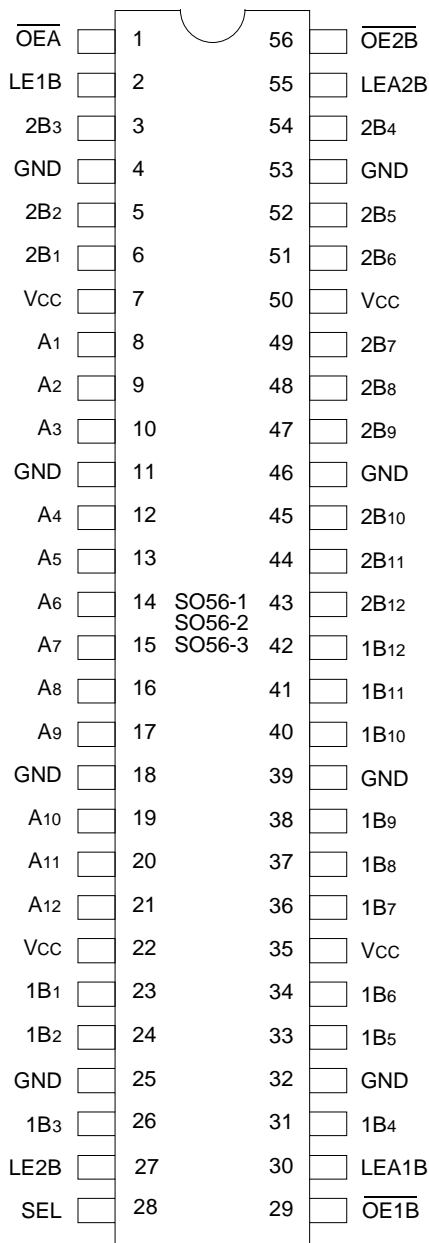 OEA 1 56 OE2B
LE1B 2 55 LEA2B
2B3 3 54 2B4
GND 4 53 GND
2B2 5 52 2B5
2B1 6 51 2B6
VCC 7 50 VCC
A1 8 49 2B7
A2 9 48 2B8
A3 10 47 2B9
GND 11 46 GND
A4 12 45 2B10
A5 13 44 2B11
A6 14 SO56-1 43 2B12
SO56-2
A7 15 SO56-3 42 1B12
A8 16 41 1B11
A9 17 40 1B10
GND 18 39 GND
A10 19 38 1B9
A11 20 37 1B8
A12 21 36 1B7
VCC 22 35 VCC
1B1 23 34 1B6
1B2 24 33 1B5
GND 25 32 GND
1B3 26 31 1B4
LE2B 27 30 LEA1B
SEL 28 29 OE1B